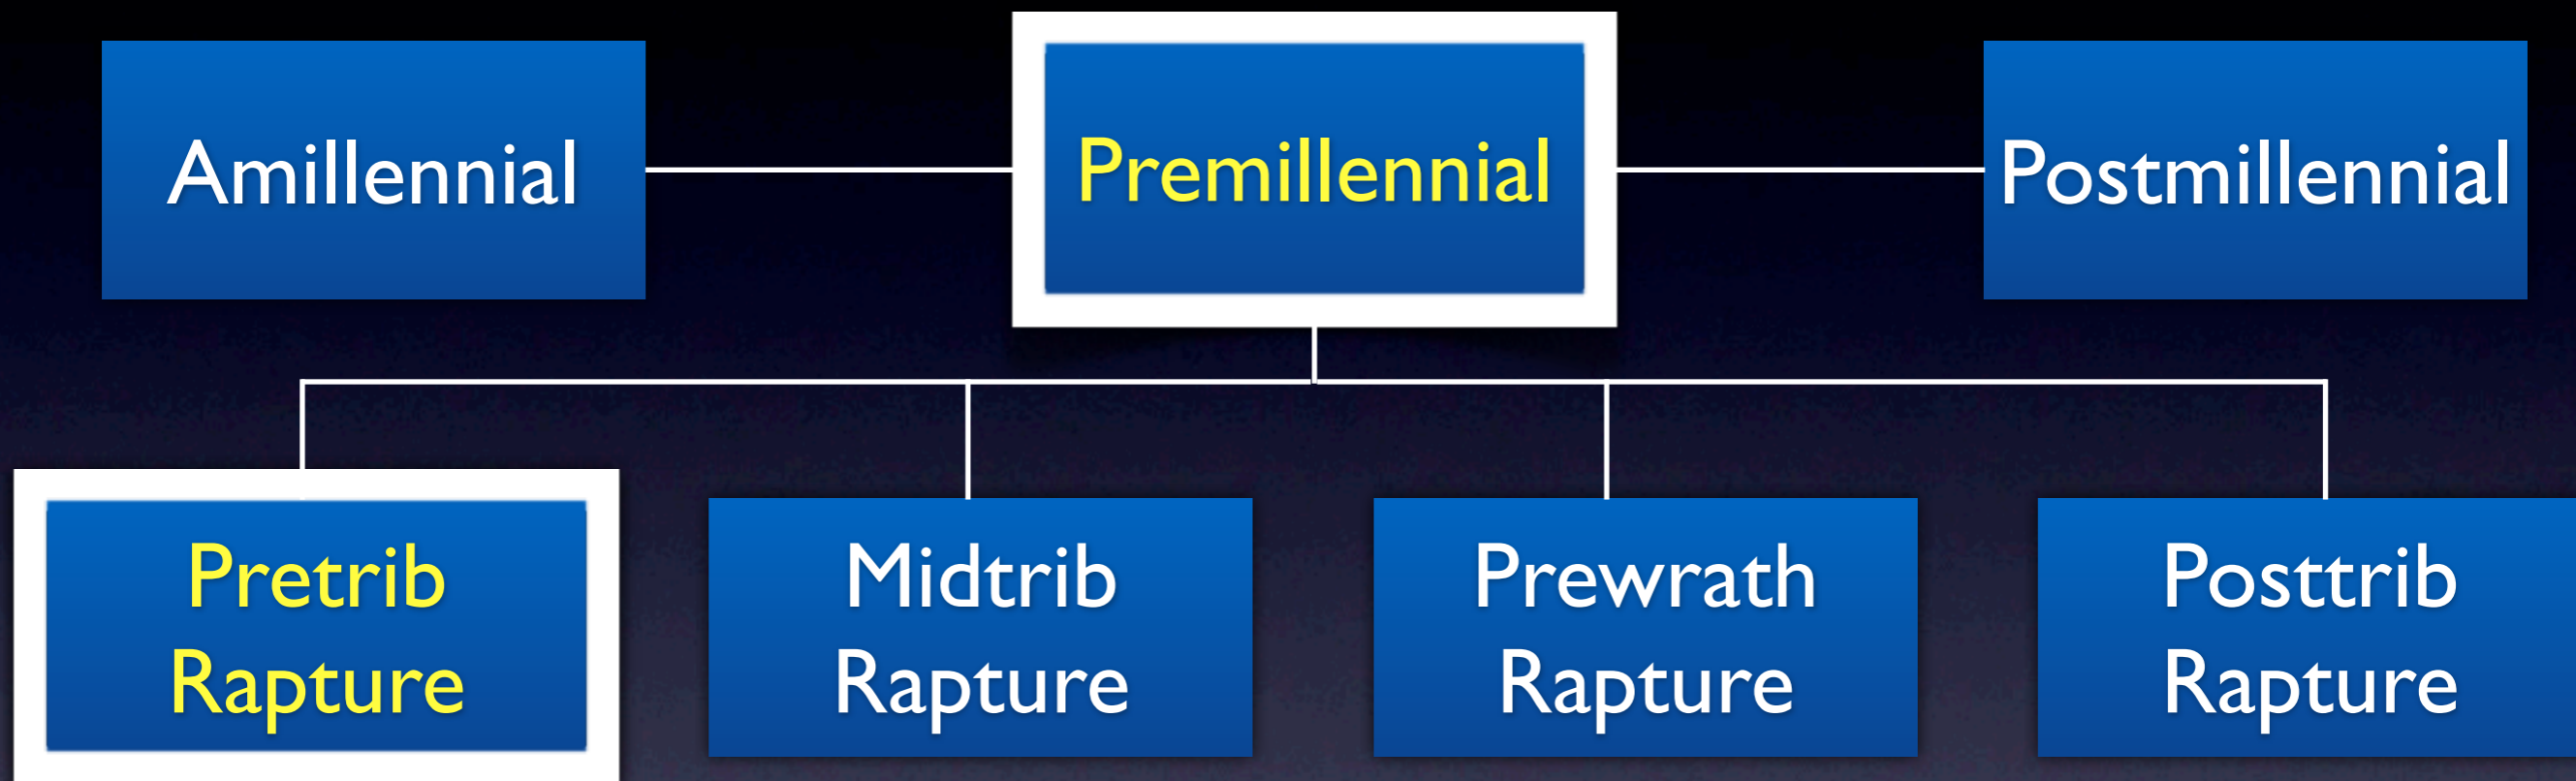 Amillennial
Premillennial
Postmillennial
Pretrib
Rapture
Midtrib
Rapture
Prewrath
Rapture
Posttrib
Rapture